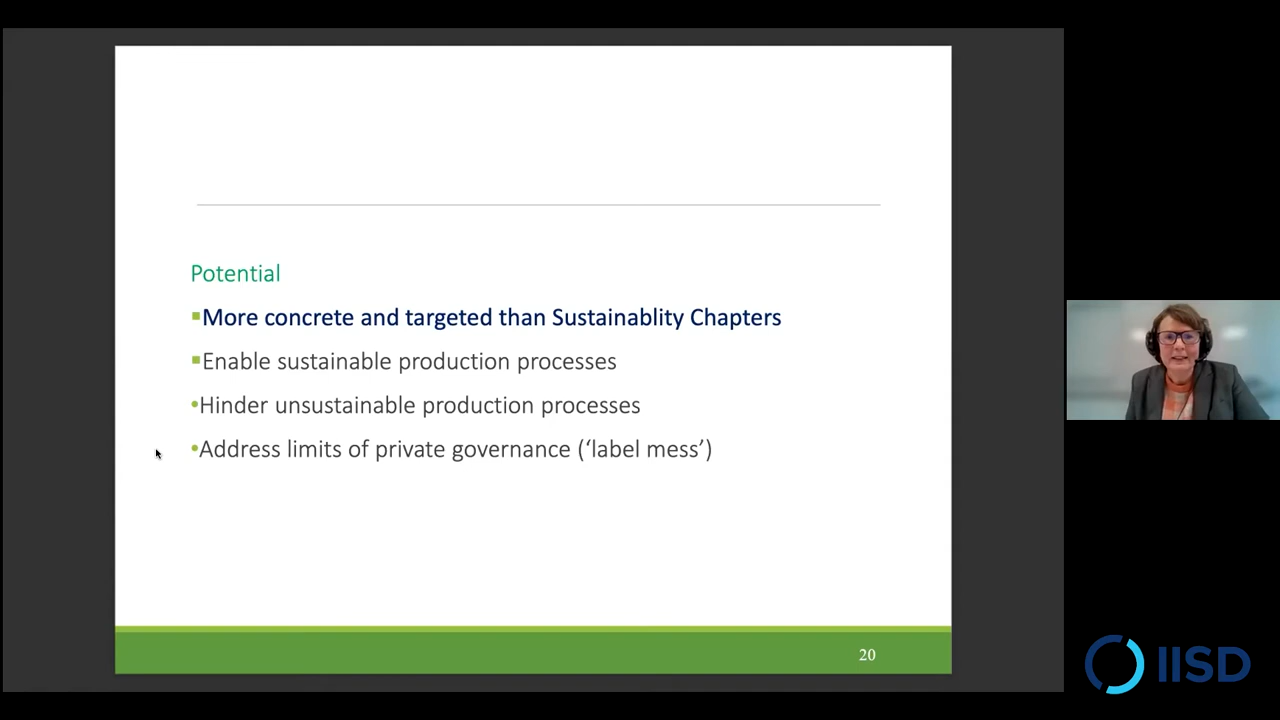 Potential
▪More concrete and targeted than Sustainablity Chapters
▪Enable sustainable production processes
•Hinder unsustainable production processes
•Address limits of private governance (‘label mess’)
20
IISD